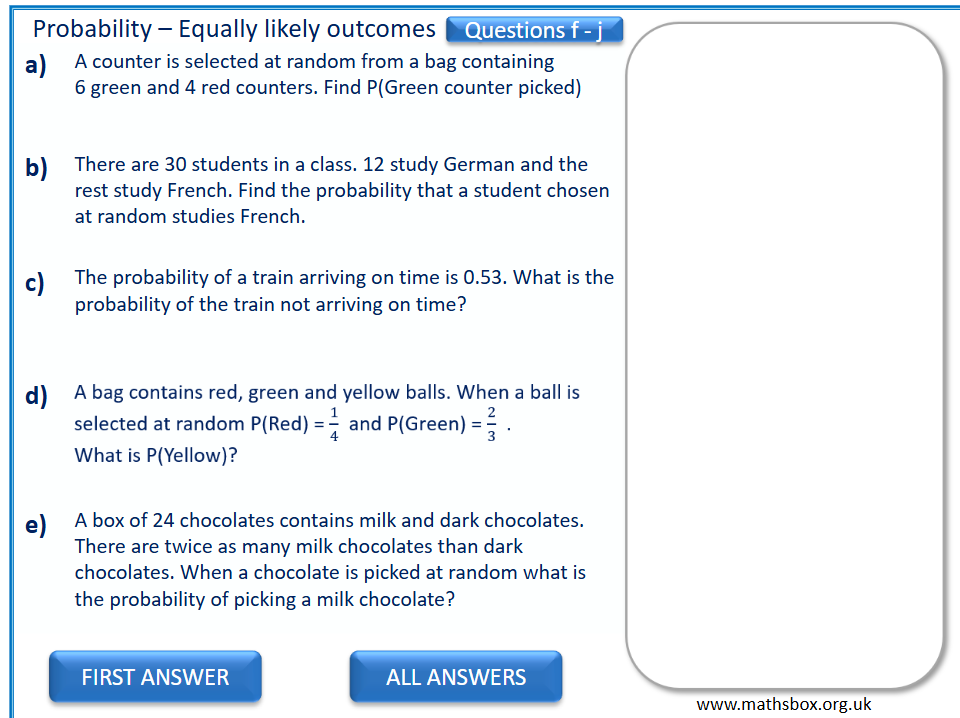 Probability – Equally likely outcomes
Questions f - j
a) A counter is selected at random from a bag containing
6 green and 4 red counters. Find P(Green counter picked)
b) There are 30 students in a class. 12 study German and the
rest study French. Find the probability that a student chosen
at random studies French.
c) The probability of a train arriving on time is 0.53. What is the
probability of the train not arriving on time?
d) A bag contains red, green and yellow balls. When a ball is
selected at random P(Red) = 1/4 and P(Green) = 2/3 .
What is P(Yellow)?
e) A box of 24 chocolates contains milk and dark chocolates.
There are twice as many milk chocolates than dark
chocolates. When a chocolate is picked at random what is
the probability of picking a milk chocolate?
FIRST ANSWER
ALL ANSWERS
www.mathsbox.org.uk